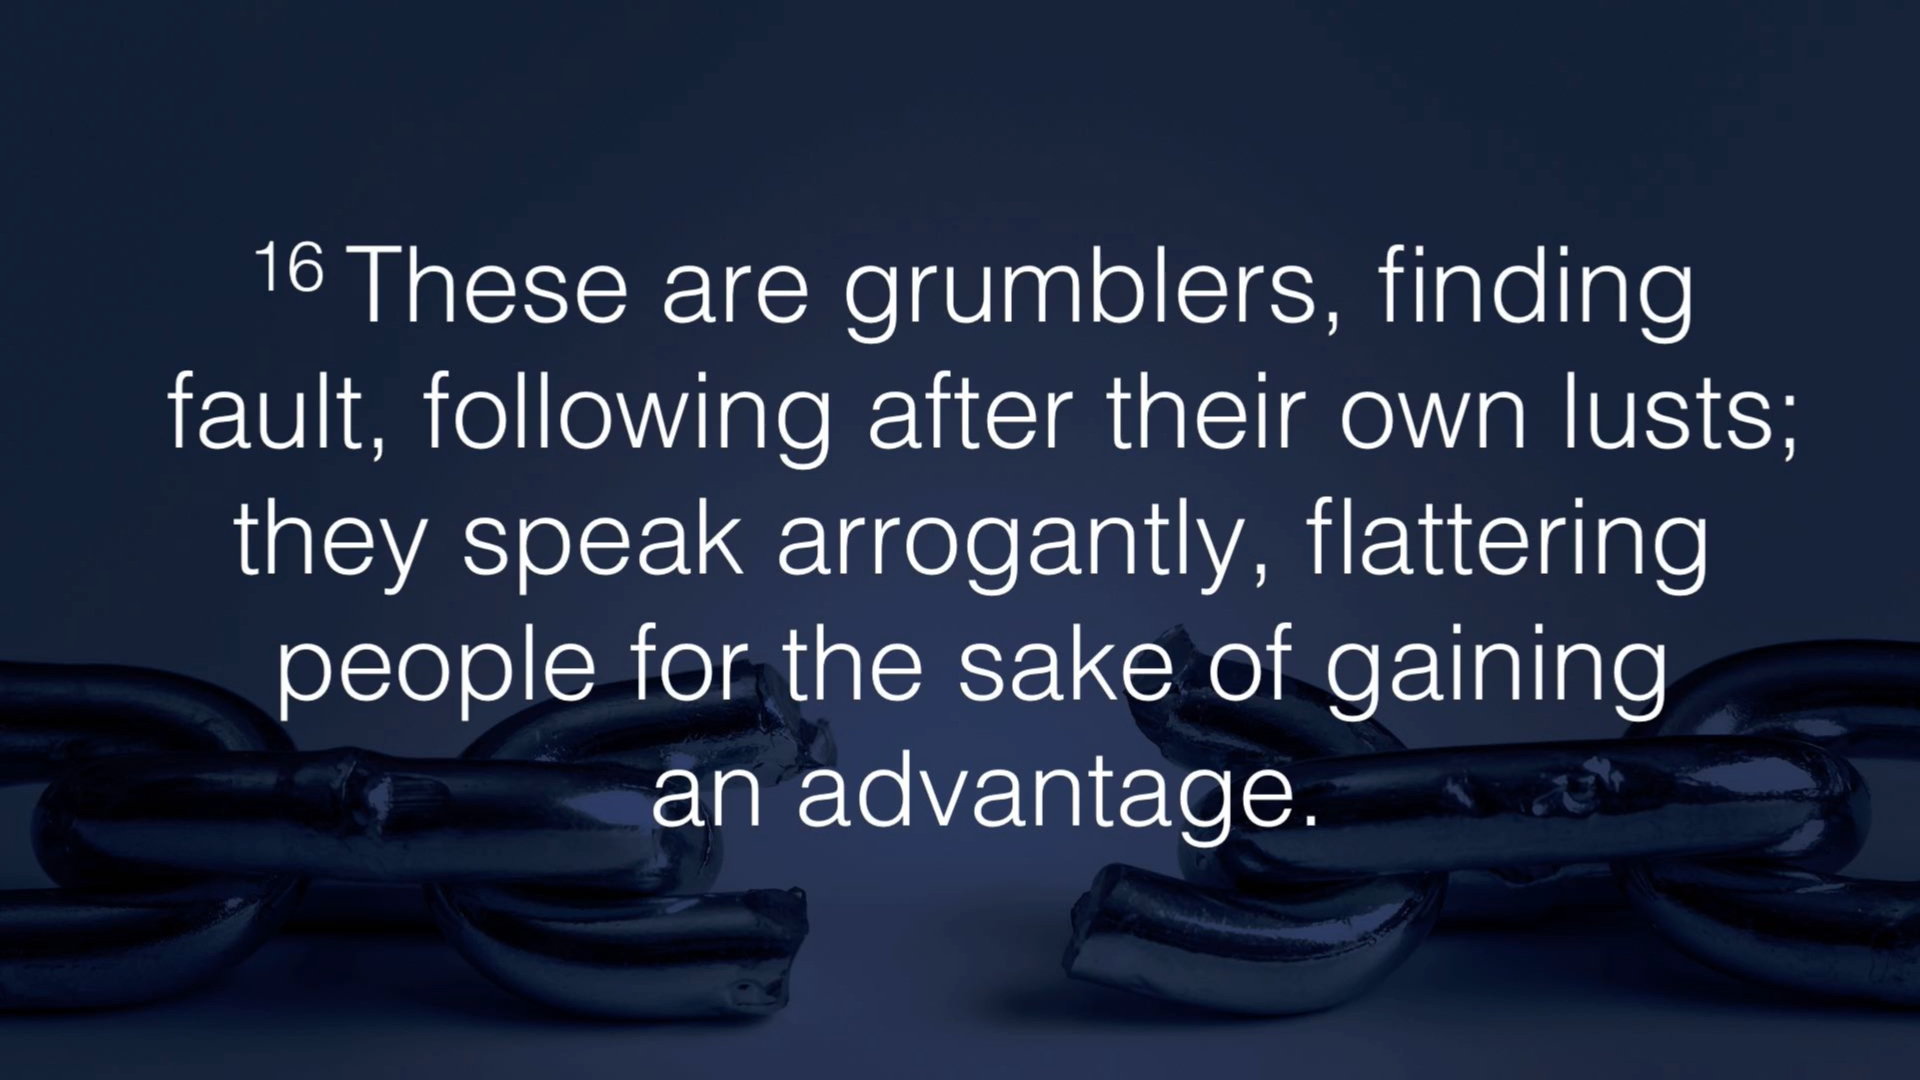 16 These are grumblers, finding
fault, following after their own lusts;
they speak arrogantly, flattering
people for the sake of gaining
an advantage.